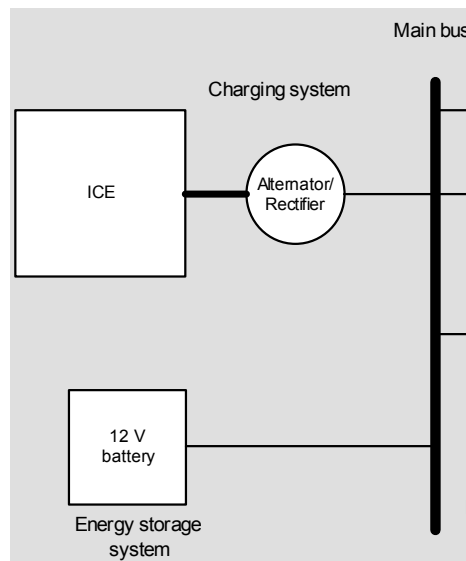 Main bus
Charging system
ICE
Alternator/
Rectifier
12 V
battery
Energy storage
system